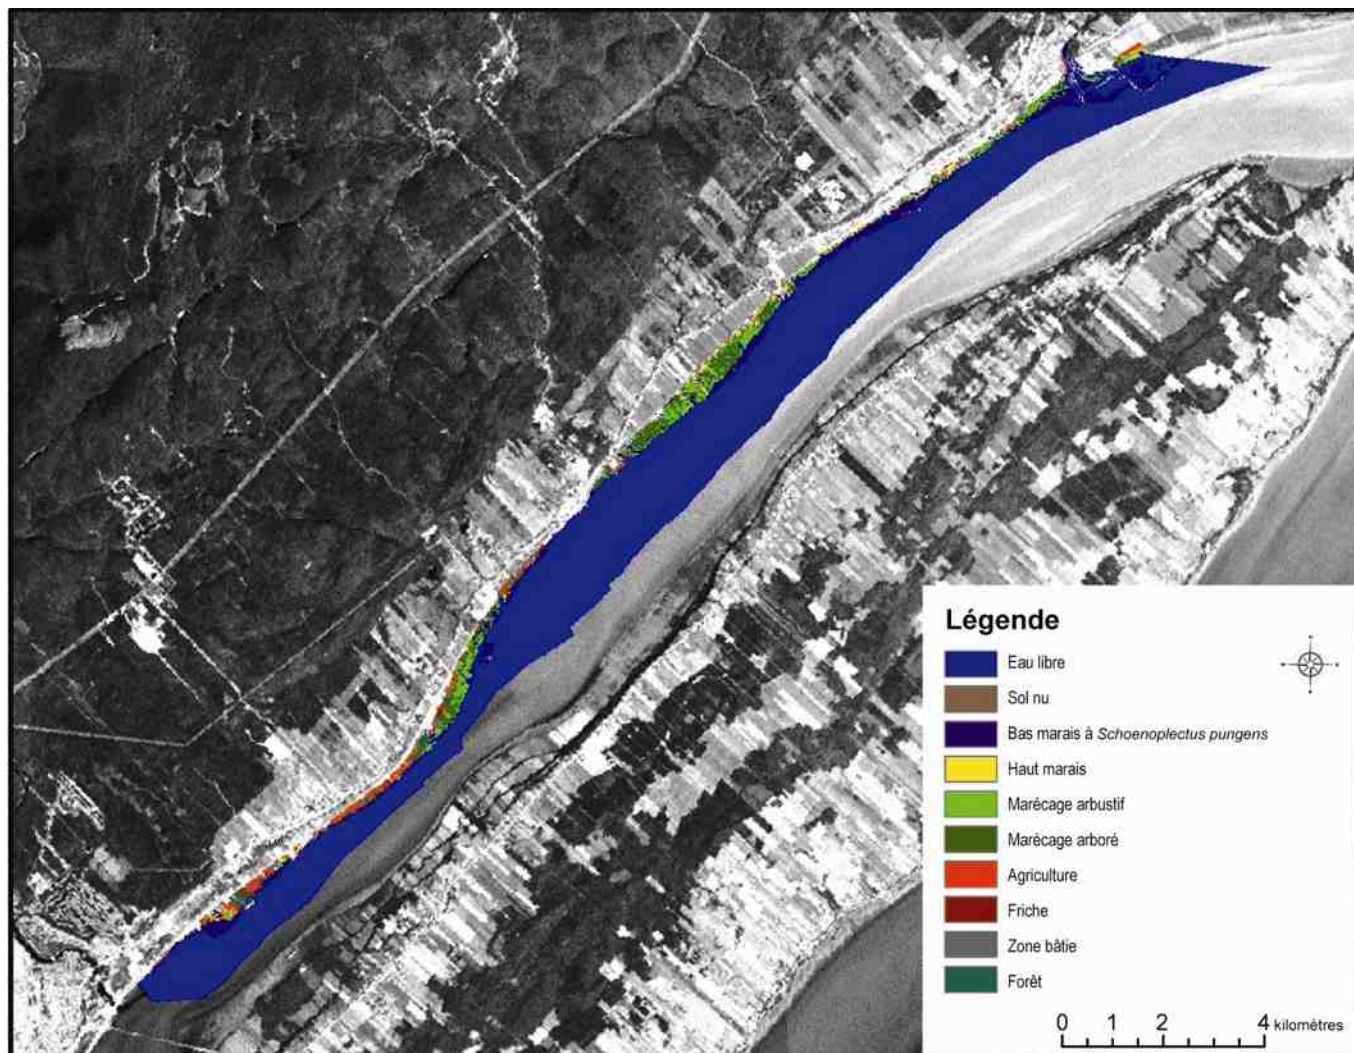 Légende
Eau libre
Sol nu
Bas marais à Schoenoplectus pungens
Haut marais
Marécage arbustif
Marécage arboré
Agriculture
Friche
Zone bâtie
Forêt
0 1 2 4 kilomètres